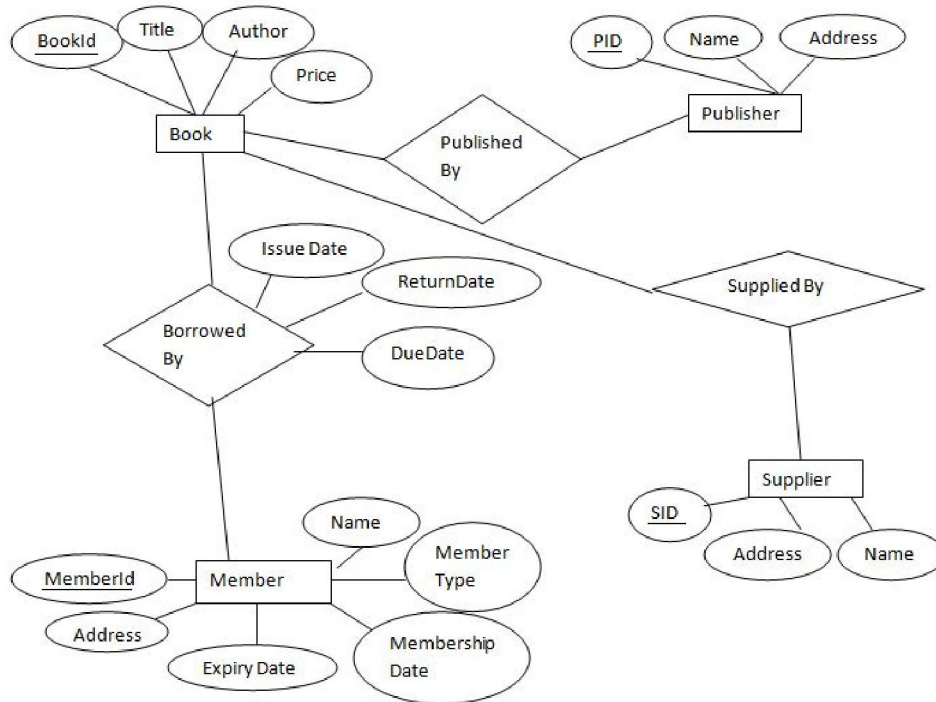 BookId
Title
Author
Price
PID
Name
Address
Book
Published
By
Publisher
Issue Date
ReturnDate
Supplied By
Borrowed
By
DueDate
Supplier
SID
Address
Name
Name
Member
Type
MemberId
Member
Address
Membership
Date
Expiry Date